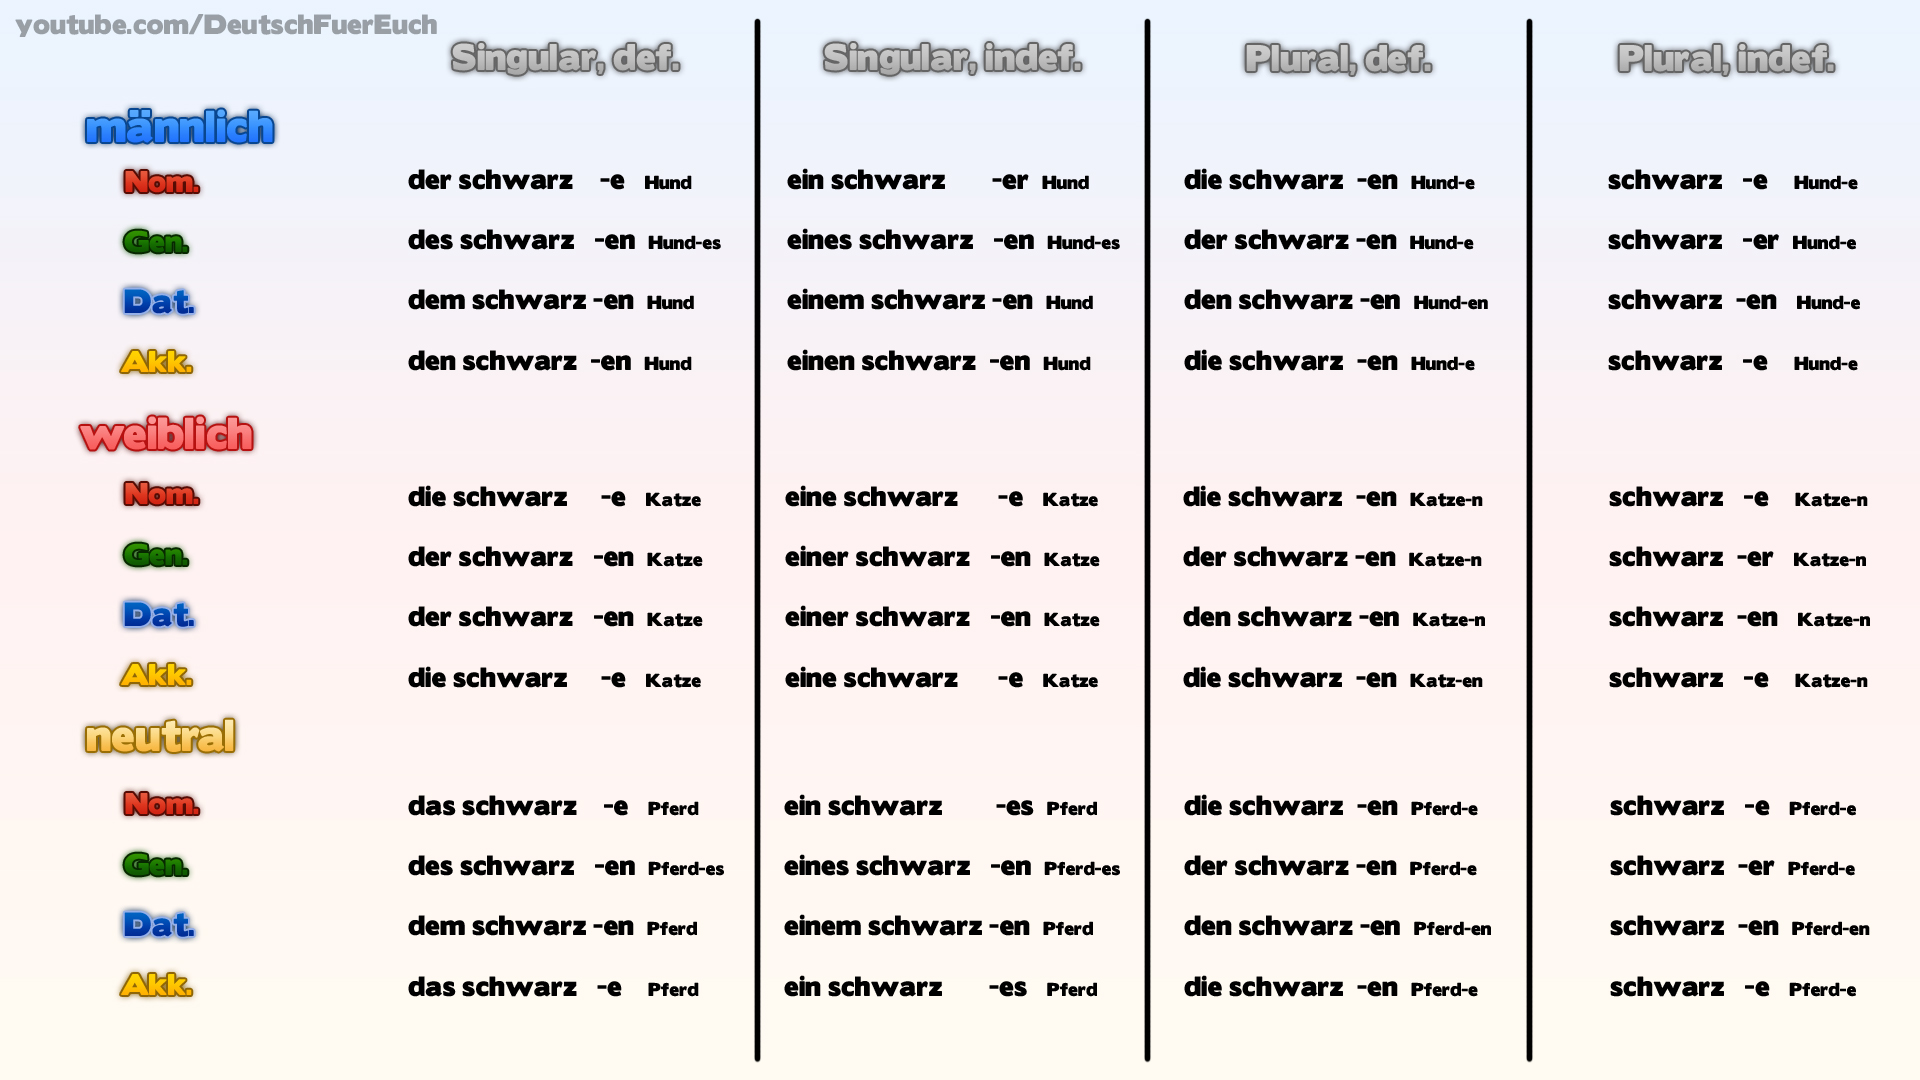 youtube.com/DeutschFuerEuch
Singular, def. Singular, indef. Plural, def. Plural, indef.
männlich
Nom. der schwarz -e Hund ein schwarz -er Hund die schwarz -en Hund-e schwarz -e Hund-e
Gen. des schwarz -en Hund-es eines schwarz -en Hund-es der schwarz -en Hund-e schwarz -er Hund-e
Dat. dem schwarz -en Hund einem schwarz -en Hund den schwarz -en Hund-en schwarz -en Hund-e
Akk. den schwarz -en Hund einen schwarz -en Hund die schwarz -en Hund-e schwarz -e Hund-e
weiblich
Nom. die schwarz -e Katze eine schwarz -e Katze die schwarz -en Katze-n schwarz -e Katze-n
Gen. der schwarz -en Katze einer schwarz -en Katze der schwarz -en Katze-n schwarz -er Katze-n
Dat. der schwarz -en Katze einer schwarz -en Katze den schwarz -en Katze-n schwarz -en Katze-n
Akk. die schwarz -e Katze eine schwarz -e Katze die schwarz -en Katz-en schwarz -e Katze-n
neutral
Nom. das schwarz -e Pferd ein schwarz -es Pferd die schwarz -en Pferd-e schwarz -e Pferd-e
Gen. des schwarz -en Pferd-es eines schwarz -en Pferd-es der schwarz -en Pferd-e schwarz -er Pferd-e
Dat. dem schwarz -en Pferd einem schwarz -en Pferd den schwarz -en Pferd-en schwarz -en Pferd-en
Akk. das schwarz -e Pferd ein schwarz -es Pferd die schwarz -en Pferd-e schwarz -e Pferd-e